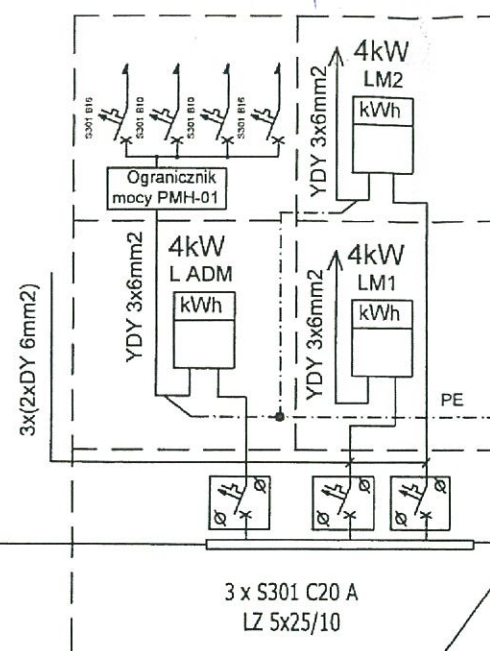 4kW
LM2
kWh
YDY 3x6mm2
S301 B16
S301 B10
S301 B10
S301 B16
Ogranicznik
mocy PMH-01
4kW
L ADM
kWh
YDY 3x6mm2
4kW
LM1
kWh
YDY 3x6mm2
3x(2xDY 6mm2)
PE
3 x S301 C20 A
LZ 5x25/10